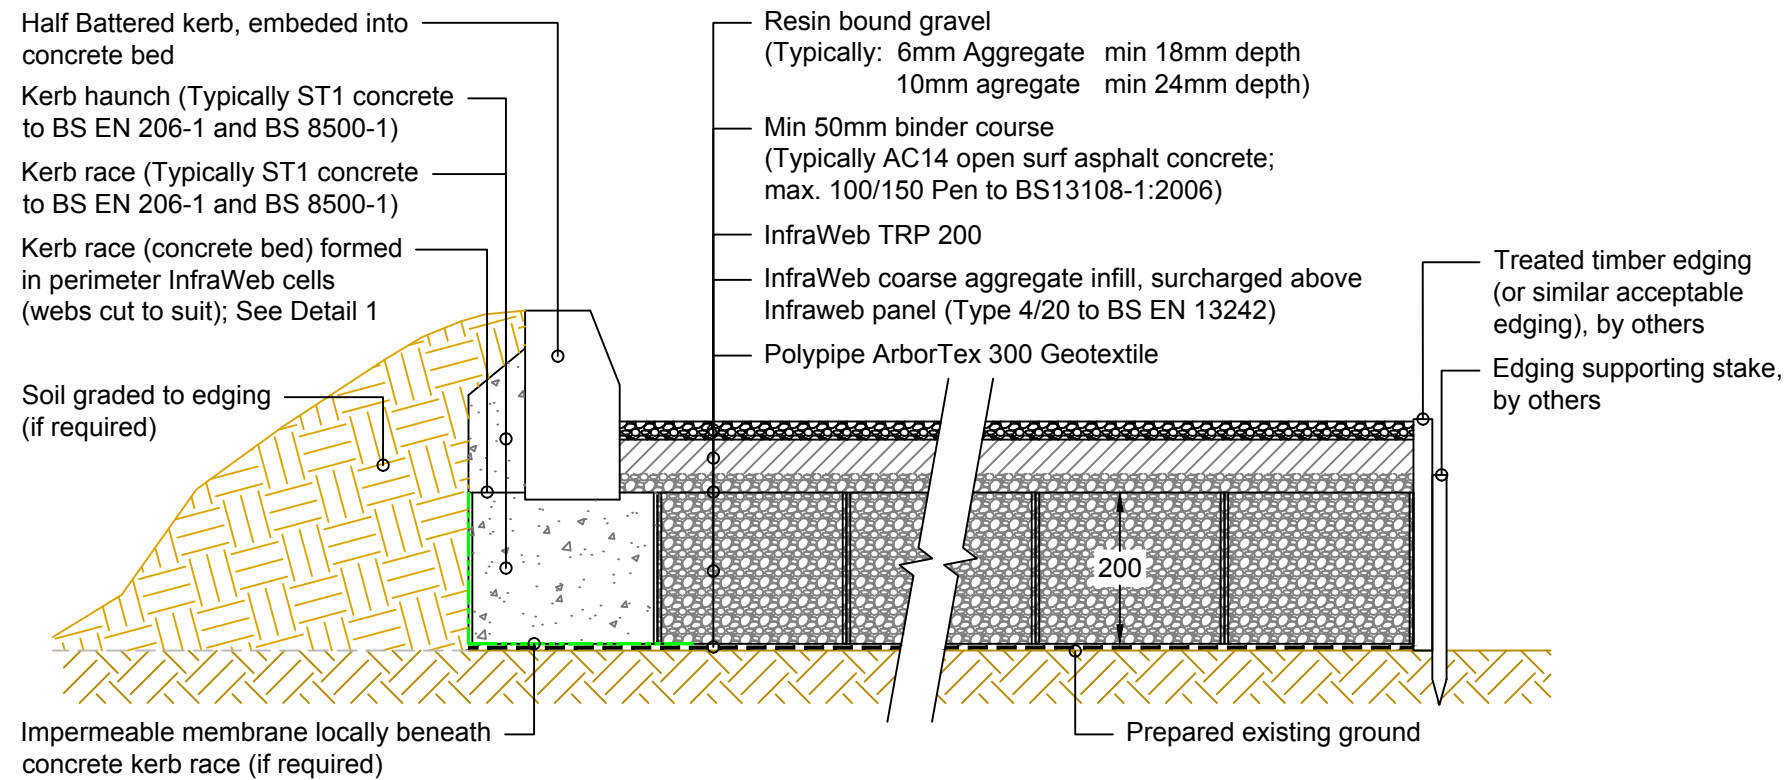 Half Battered kerb, embeded into
concrete bed
Kerb haunch (Typically ST1 concrete
to BS EN 206-1 and BS 8500-1)
Kerb race (Typically ST1 concrete
to BS EN 206-1 and BS 8500-1)
Kerb race (concrete bed) formed
in perimeter InfraWeb cells
(webs cut to suit); See Detail 1
Soil graded to edging
(if required)
Resin bound gravel
(Typically: 6mm Aggregate min 18mm depth
10mm agregate min 24mm depth)
Min 50mm binder course
(Typically AC14 open surf asphalt concrete;
max. 100/150 Pen to BS13108-1:2006)
InfraWeb TRP 200
InfraWeb coarse aggregate infill, surcharged above
Infraweb panel (Type 4/20 to BS EN 13242)
Polypipe ArborTex 300 Geotextile
Treated timber edging
(or similar acceptable
edging), by others
Edging supporting stake,
by others
200
Impermeable membrane locally beneath
concrete kerb race (if required)
Prepared existing ground